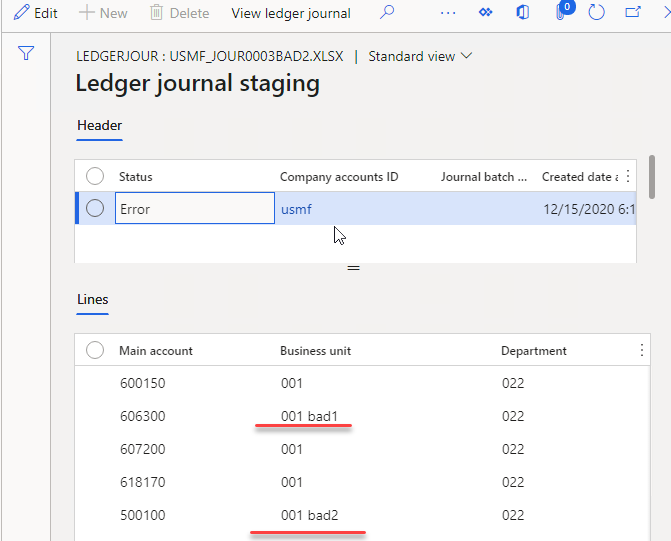 Edit New Delete View ledger journal ... 0
LEDGERJOUR : USMF_JOUR0003BAD2.XLSX | Standard view
Ledger journal staging
Header
Status Company accounts ID Journal batch ... Created date a
Error usmf 12/15/2020 6:1
Lines
Main account Business unit Department
600150 001 022
606300 001 bad1 022
607200 001 022
618170 001 022
500100 001 bad2 022